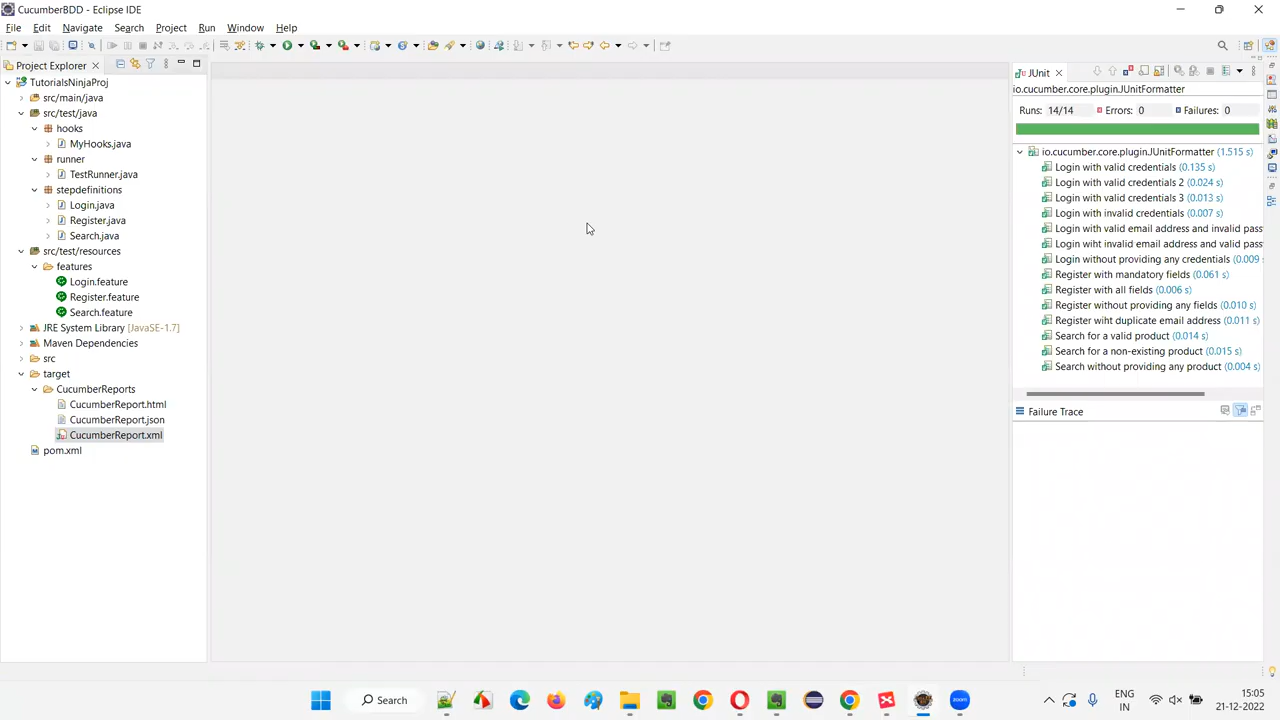 CucumberBDD - Eclipse IDE
File Edit Navigate Search Project Run Window Help
Project Explorer
TutorialsNinjaProj
src/main/java
src/test/java
hooks
MyHooks.java
runner
TestRunner.java
stepdefinitions
Login.java
Register.java
Search.java
src/test/resources
features
Login.feature
Register.feature
Search.feature
JRE System Library [JavaSE-1.7]
Maven Dependencies
src
target
CucumberReports
CucumberReport.html
CucumberReport.json
CucumberReport.xml
pom.xml
JUnit
io.cucumber.core.plugin.JUnitFormatter
Runs: 14/14 Errors: 0 Failures: 0
io.cucumber.core.plugin.JUnitFormatter (1.515 s)
Login with valid credentials (0.135 s)
Login with valid credentials 2 (0.024 s)
Login with valid credentials 3 (0.013 s)
Login with invalid credentials (0.007 s)
Login with valid email address and invalid pass
Login wiht invalid email address and valid pass
Login without providing any credentials (0.009
Register with mandatory fields (0.061 s)
Register with all fields (0.006 s)
Register without providing any fields (0.010 s)
Register wiht duplicate email address (0.011 s)
Search for a valid product (0.014 s)
Search for a non-existing product (0.015 s)
Search without providing any product (0.004 s)
Failure Trace
Search
zoom
ENG
IN
15:05
21-12-2022